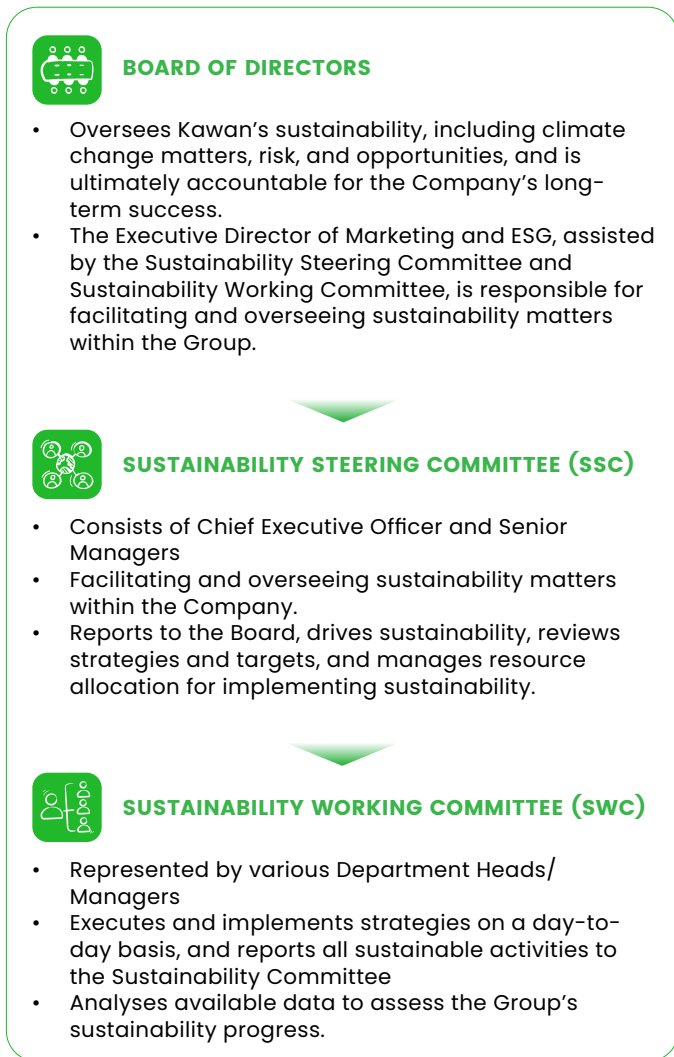 BOARD OF DIRECTORS
• Oversees Kawan’s sustainability, including climate
change matters, risk, and opportunities, and is
ultimately accountable for the Company’s long-
term success.
• The Executive Director of Marketing and ESG, assisted
by the Sustainability Steering Committee and
Sustainability Working Committee, is responsible for
facilitating and overseeing sustainability matters
within the Group.
SUSTAINABILITY STEERING COMMITTEE (SSC)
• Consists of Chief Executive Officer and Senior
Managers
• Facilitating and overseeing sustainability matters
within the Company.
• Reports to the Board, drives sustainability, reviews
strategies and targets, and manages resource
allocation for implementing sustainability.
SUSTAINABILITY WORKING COMMITTEE (SWC)
• Represented by various Department Heads/
Managers
• Executes and implements strategies on a day-to-
day basis, and reports all sustainable activities to
the Sustainability Committee
• Analyses available data to assess the Group’s
sustainability progress.